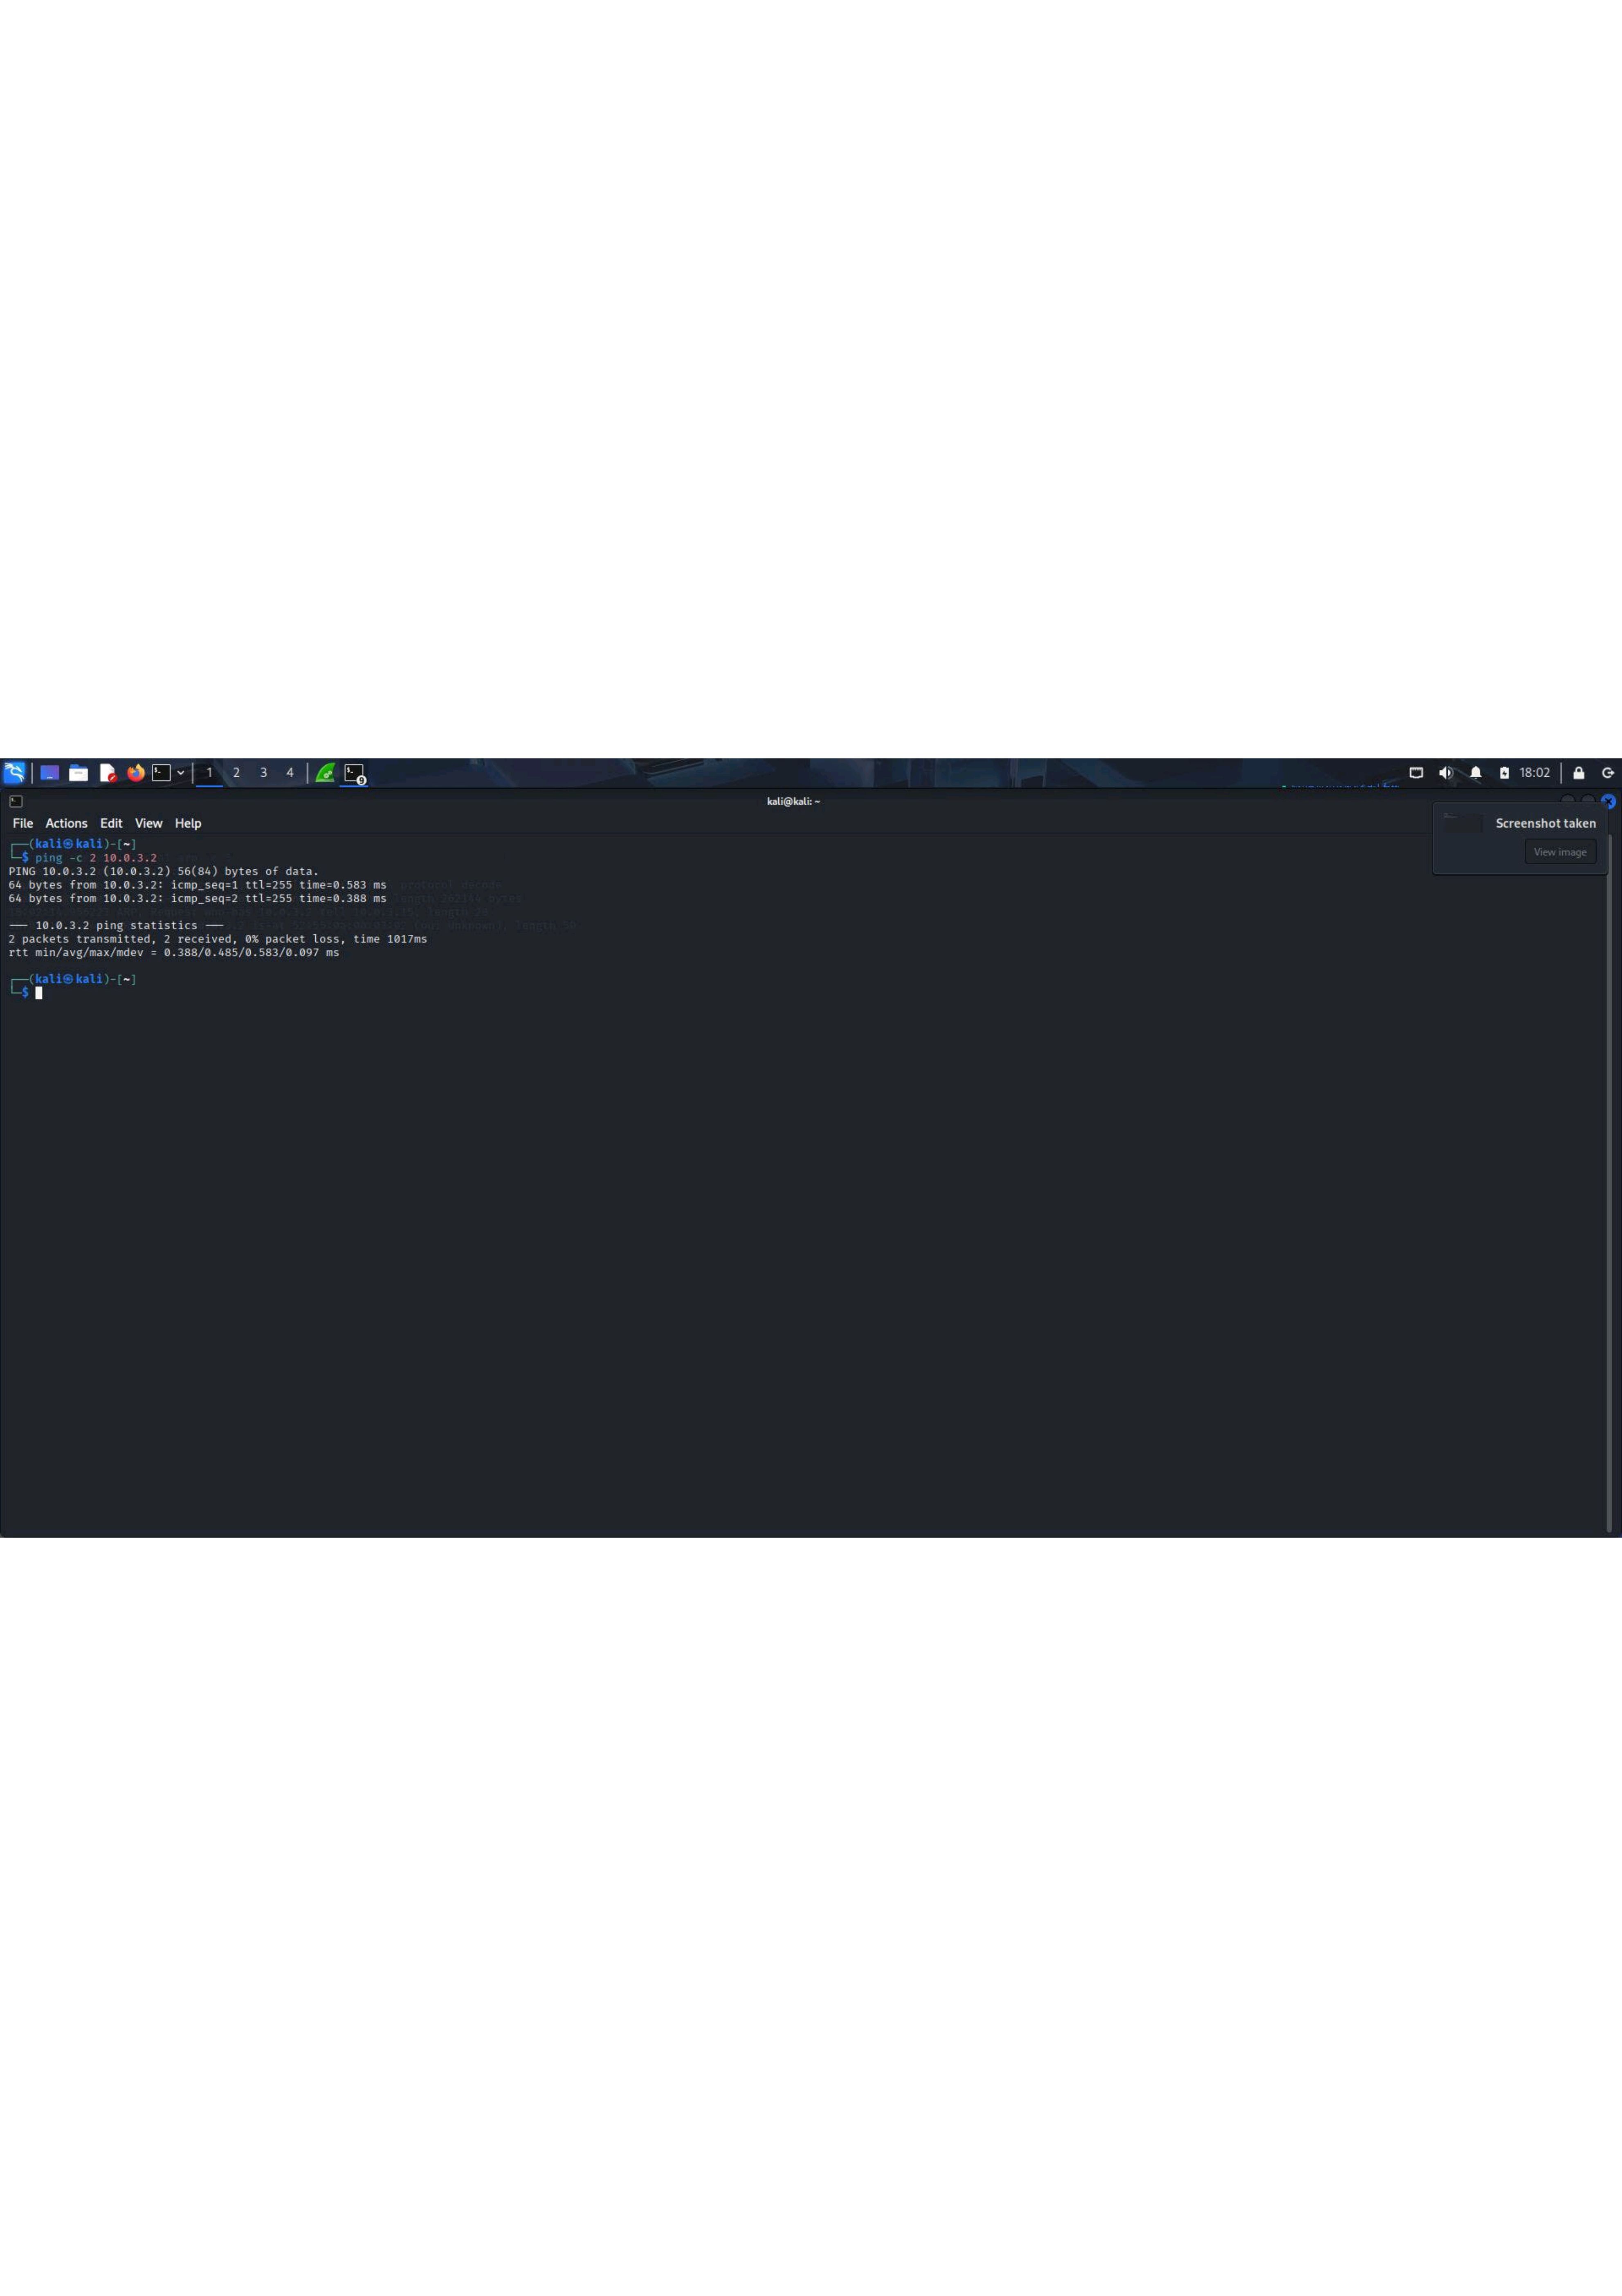 1 2 3 4 9 18:02
kali@kali: ~
File Actions Edit View Help
Screenshot taken
View image
(kali㉿kali)-[~]
$ ping -c 2 10.0.3.2
PING 10.0.3.2 (10.0.3.2) 56(84) bytes of data.
64 bytes from 10.0.3.2: icmp_seq=1 ttl=255 time=0.583 ms
64 bytes from 10.0.3.2: icmp_seq=2 ttl=255 time=0.388 ms
— 10.0.3.2 ping statistics —
2 packets transmitted, 2 received, 0% packet loss, time 1017ms
rtt min/avg/max/mdev = 0.388/0.485/0.583/0.097 ms
(kali㉿kali)-[~]
$